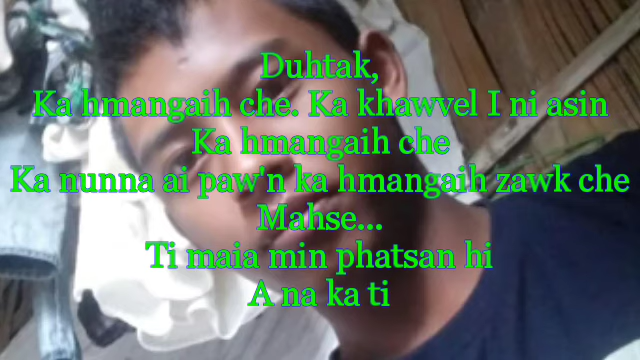 Duhtak,
Ka hmangaih che. Ka khawvel I ni asin
Ka hmangaih che
Ka nunna ai paw'n ka hmangaih zawk che
Mahse...
Ti maia min phatsan hi
A na ka ti